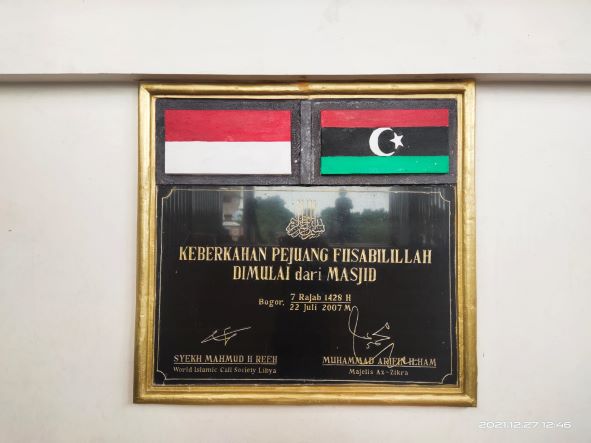 KEBERKAHAN PEJUANG FIISABILILLAH
DIMULAI dari MASJID
Bogor, 7 Rajab 1428 H
22 Juli 2007 M
SYEKH MAHMUD H REEH
World Islamic Call Society Libya
MUHAMMAD ARIFIN ILHAM
Majelis Az-Zikra
2021.12.27 12:46